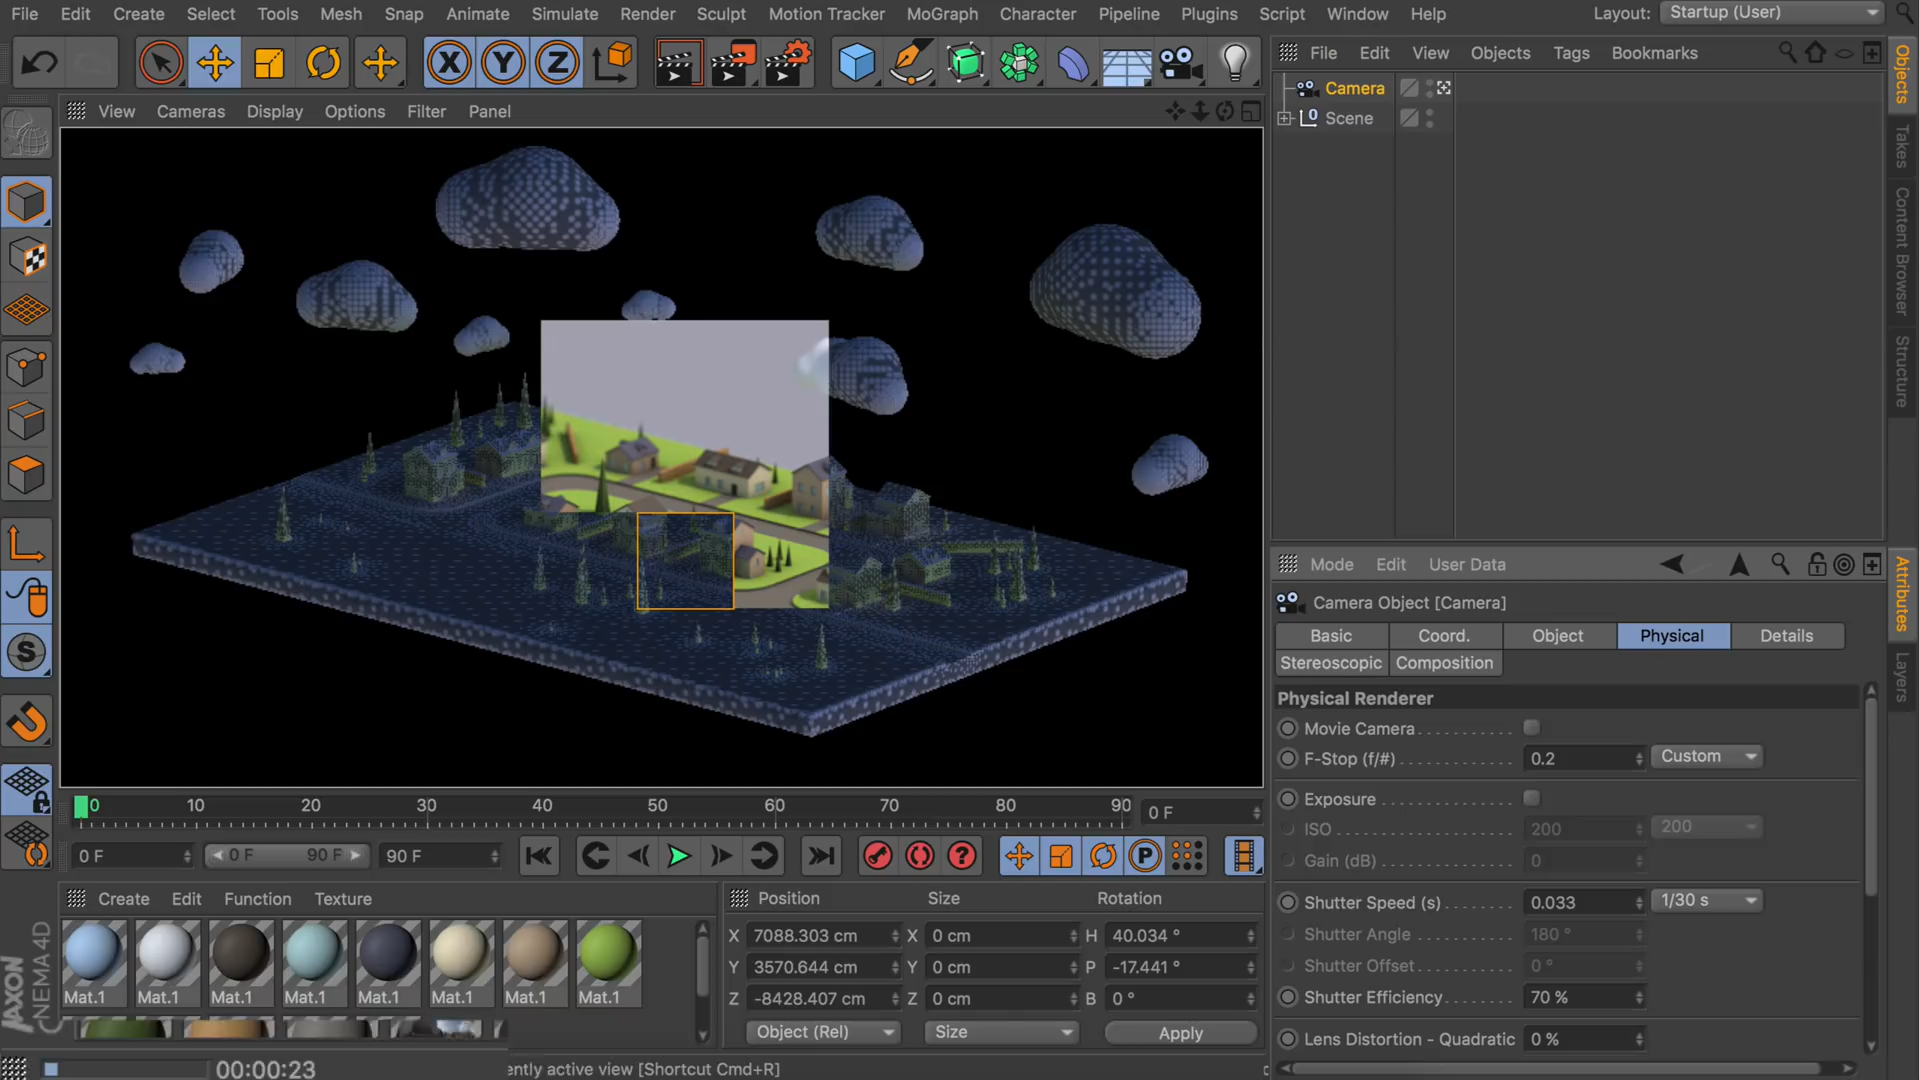 File Edit Create Select Tools Mesh Snap Animate Simulate Render Sculpt Motion Tracker MoGraph Character Pipeline Plugins Script Window Help Layout: Startup (User)
X Y Z
File Edit View Objects Tags Bookmarks
View Cameras Display Options Filter Panel
Camera
Scene
Objects
Takes
Content Browser
Structure
Mode Edit User Data
Attributes
Layers
Camera Object [Camera]
Basic Coord. Object Physical Details
Stereoscopic Composition
Physical Renderer
Movie Camera
F-Stop (f/#) 0.2 Custom
Exposure
ISO 200 200
Gain (dB) 0
Shutter Speed (s) 0.033 1/30 s
Shutter Angle 180 °
Shutter Offset 0 °
Shutter Efficiency 70 %
Lens Distortion - Quadratic 0 %
S
0 10 20 30 40 50 60 70 80 90 0 F
0 F 0 F 90 F 90 F ? P
Create Edit Function Texture
Mat.1 Mat.1 Mat.1 Mat.1 Mat.1 Mat.1 Mat.1 Mat.1
Position Size Rotation
X 7088.303 cm X 0 cm H 40.034 °
Y 3570.644 cm Y 0 cm P -17.441 °
Z -8428.407 cm Z 0 cm B 0 °
Object (Rel) Size Apply
00:00:23 ently active view [Shortcut Cmd+R]